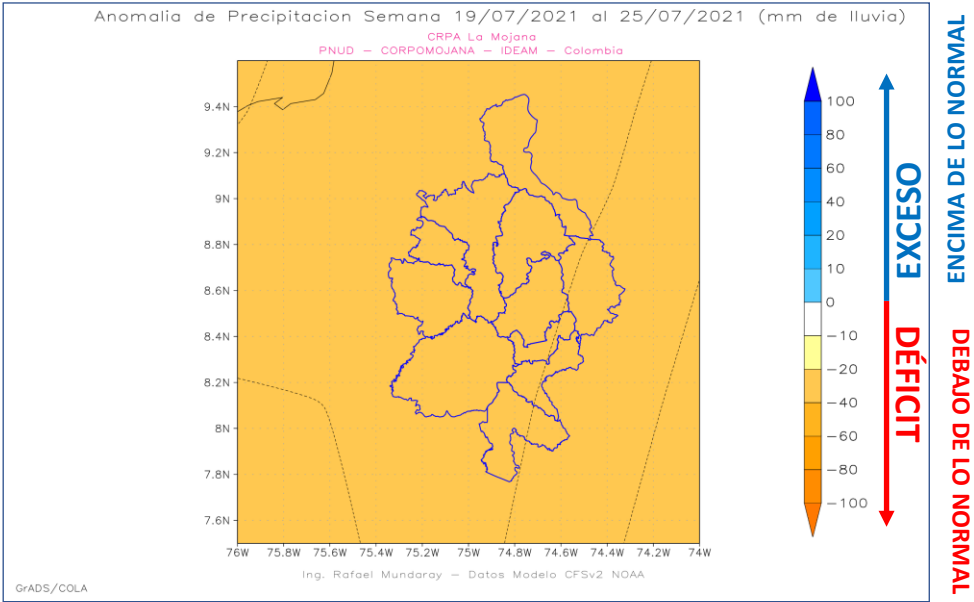 Anomalia de Precipitacion Semana 19/07/2021 al 25/07/2021 (mm de lluvia)
CRPA La Mojana
PNUD – CORPOMOJANA – IDEAM – Colombia
9.4N
9.2N
9N
8.8N
8.6N
8.4N
8.2N
8N
7.8N
7.6N
76W 75.8W 75.6W 75.4W 75.2W 75W 74.8W 74.6W 74.4W 74.2W 74W
100
80
60
40
20
10
0
−10
−20
−40
−60
−80
−100
EXCESO
DÉFICIT
ENCIMA DE LO NORMAL
DEBAJO DE LO NORMAL
Ing. Rafael Mundaray – Datos Modelo CFSv2 NOAA
GrADS/COLA